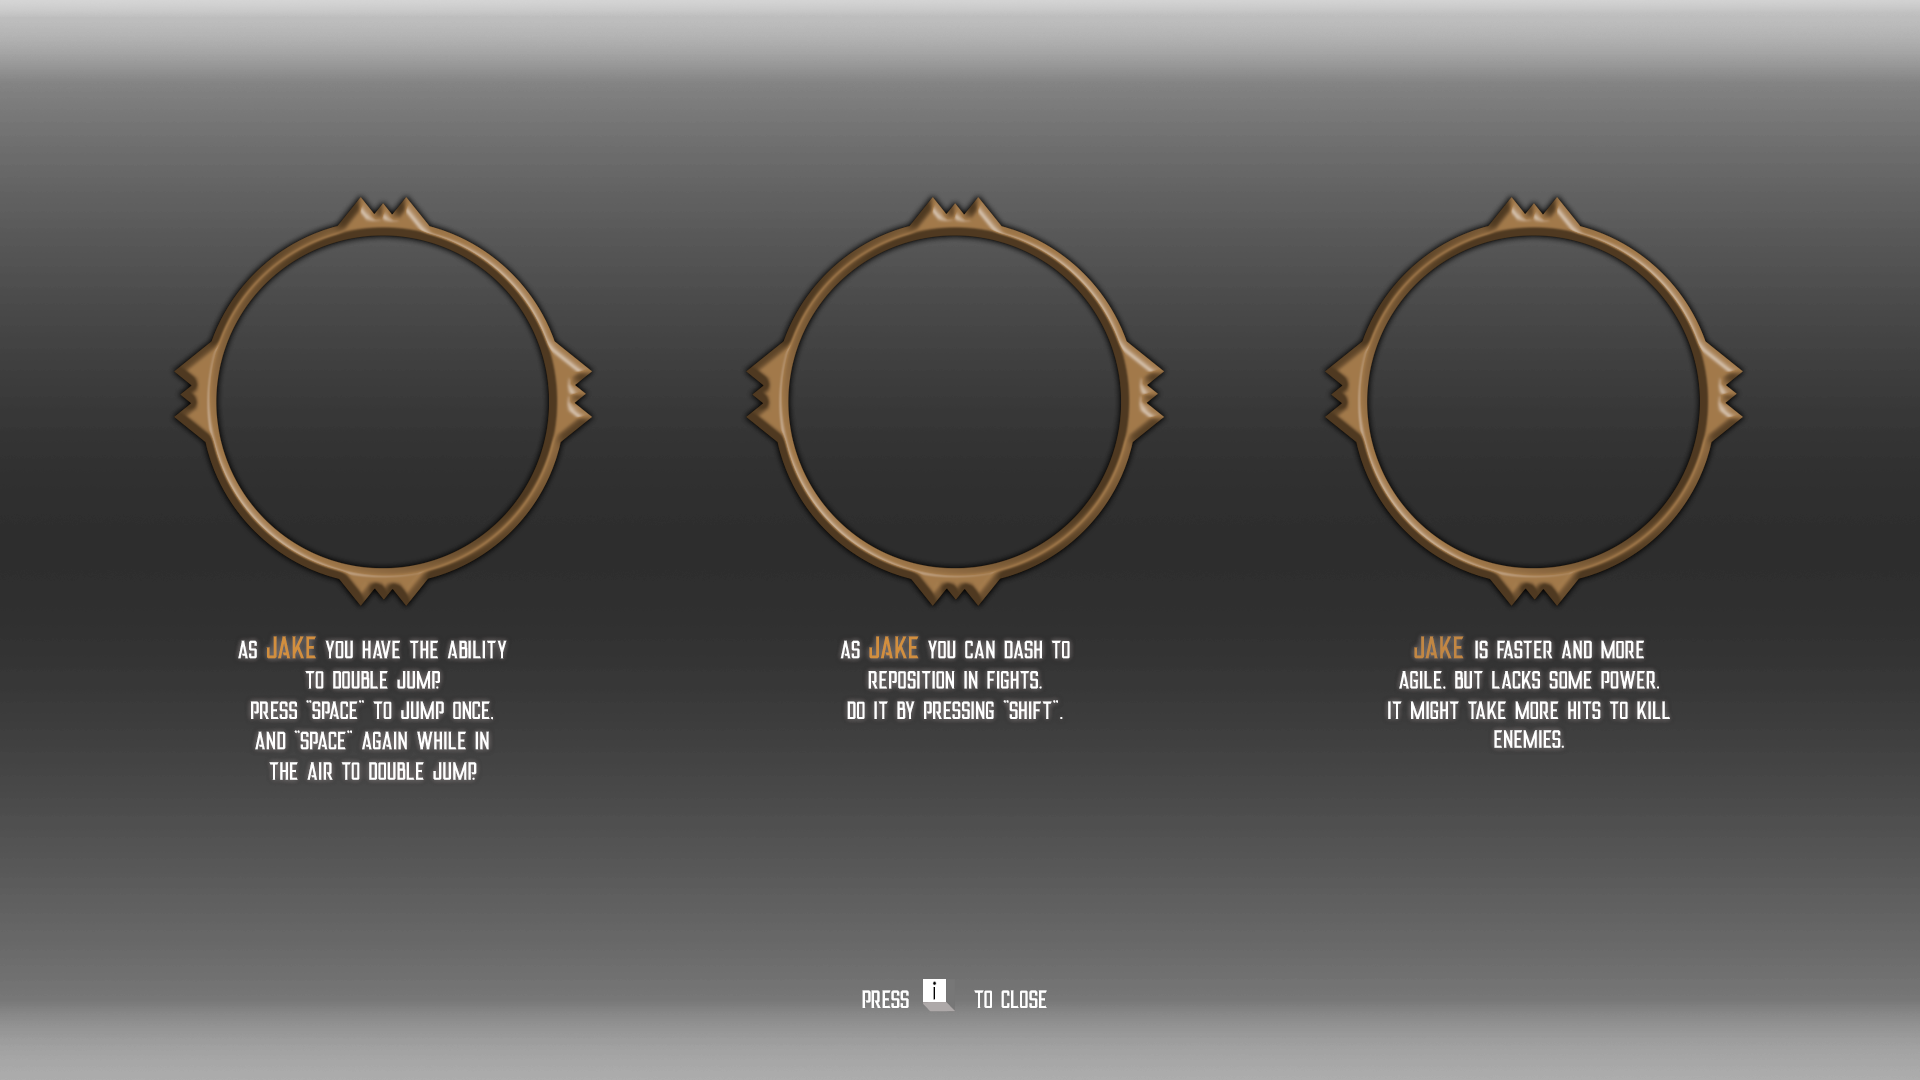 AS JAKE YOU HAVE THE ABILITY
TO DOUBLE JUMP.
PRESS "SPACE" TO JUMP ONCE.
AND "SPACE" AGAIN WHILE IN
THE AIR TO DOUBLE JUMP.
AS JAKE YOU CAN DASH TO
REPOSITION IN FIGHTS.
DO IT BY PRESSING "SHIFT".
JAKE IS FASTER AND MORE
AGILE. BUT LACKS SOME POWER.
IT MIGHT TAKE MORE HITS TO KILL
ENEMIES.
PRESS i TO CLOSE